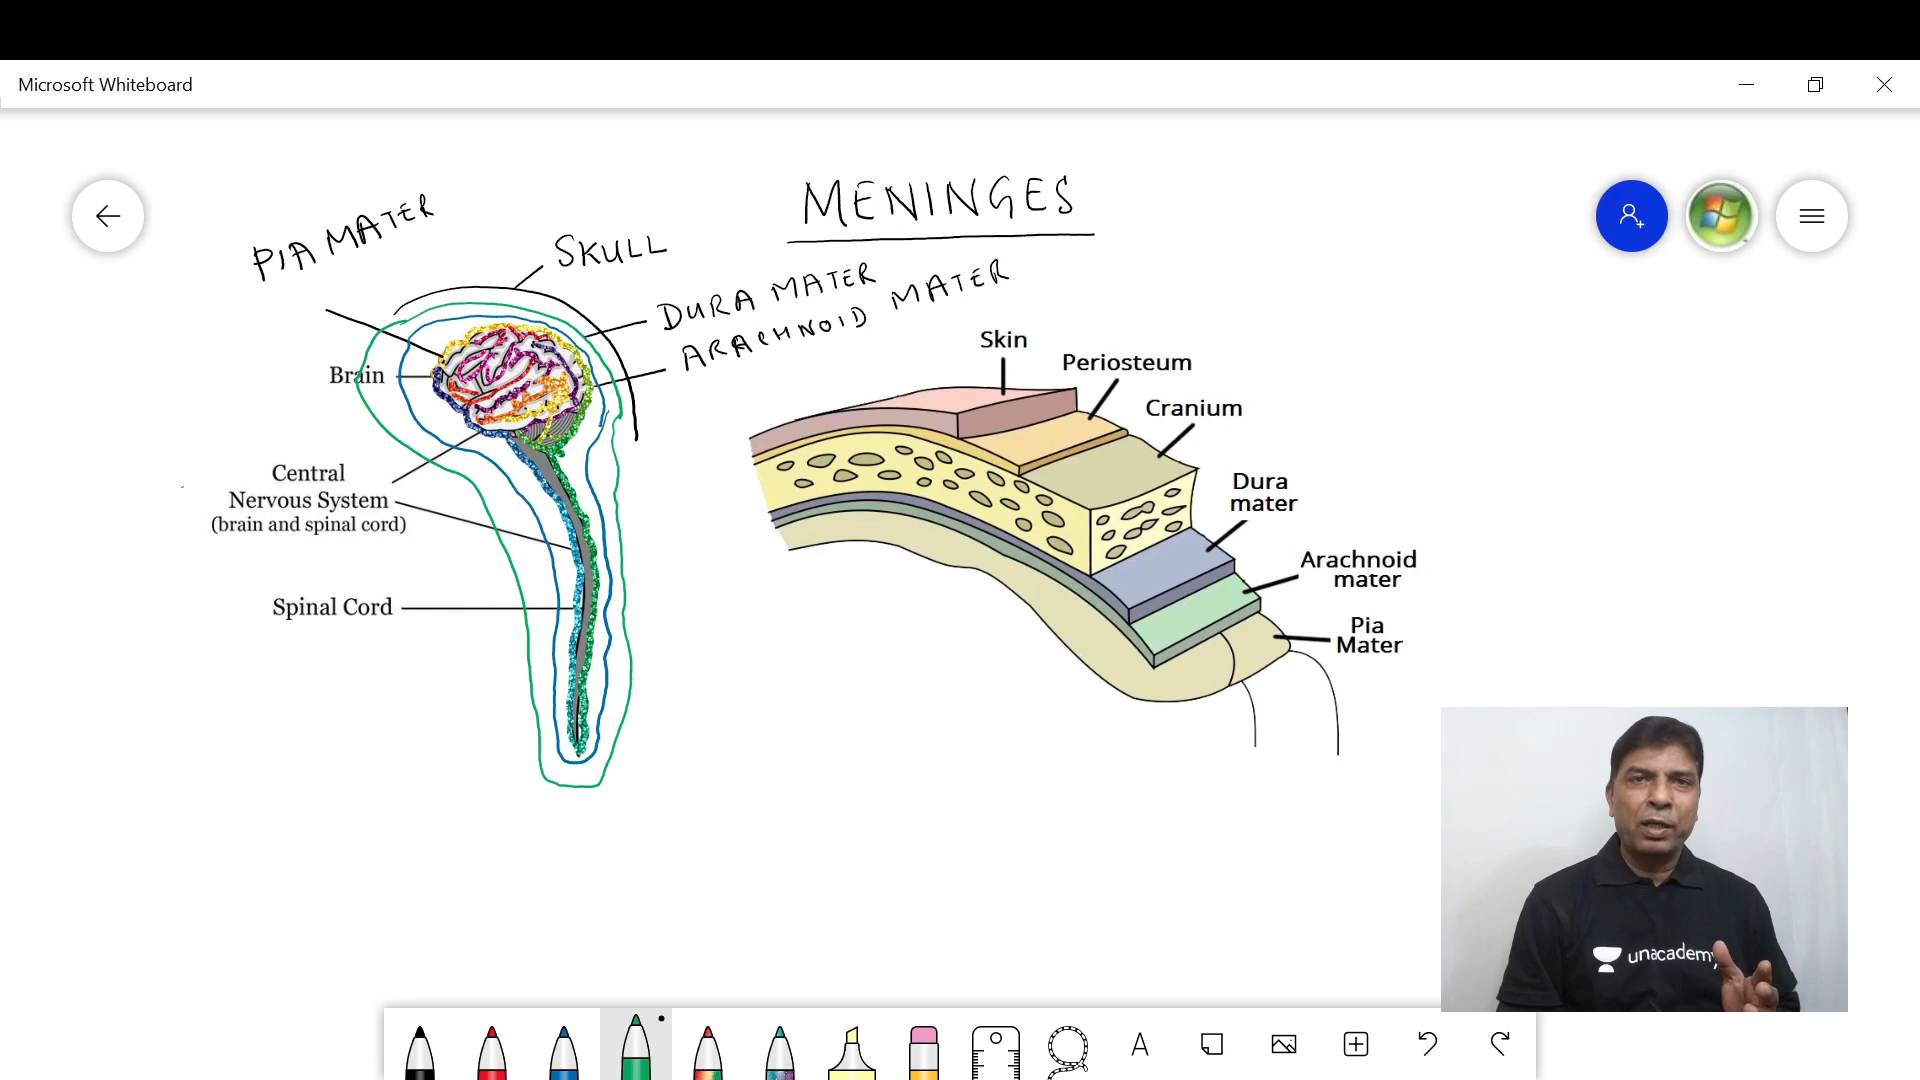 Microsoft Whiteboard
MENINGES
PIA MATER
SKULL
DURA MATER
ARACHNOID MATER
Brain
Central
Nervous System
(brain and spinal cord)
Spinal Cord
Skin
Periosteum
Cranium
Dura
mater
Arachnoid
mater
Pia
Mater
unacademy
A